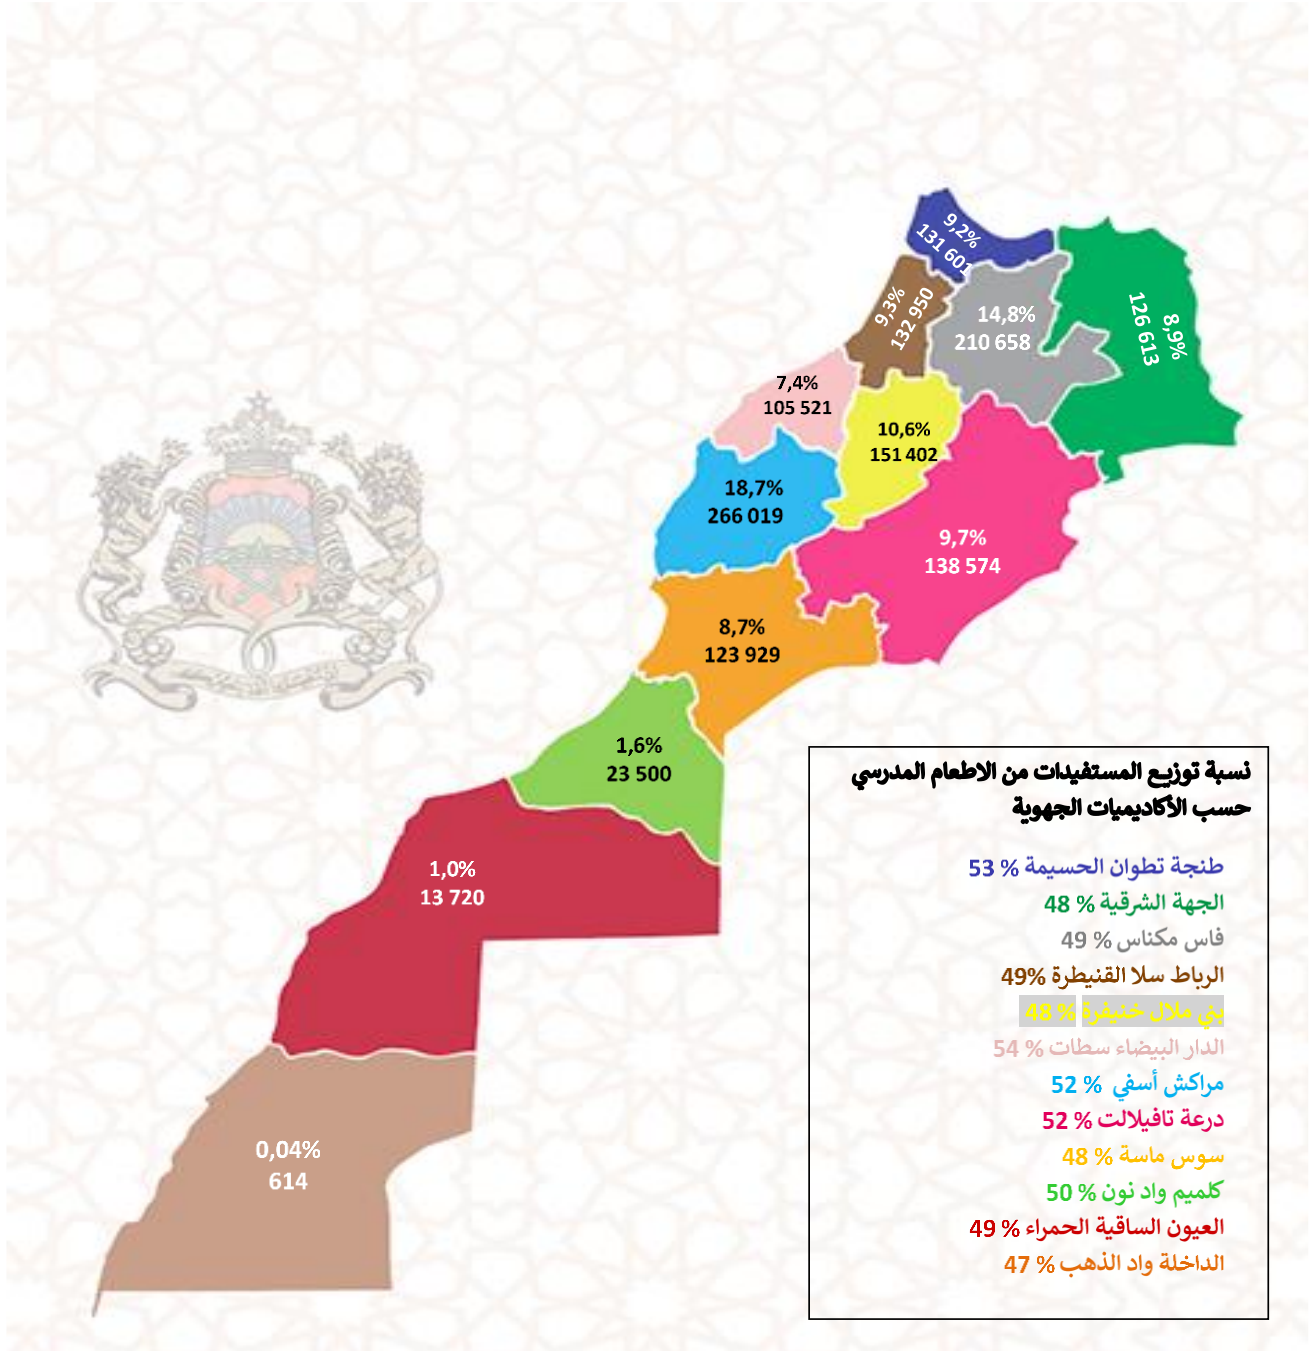 9,2%
131 601
8,9%
126 613
14,8%
210 658
9,3%
132 950
7,4%
105 521
10,6%
151 402
18,7%
266 019
9,7%
138 574
8,7%
123 929
1,6%
23 500
1,0%
13 720
0,04%
614
نسبة توزيع المستفيدات من الاطعام المدرسي
حسب الأكاديميات الجهوية
طنجة تطوان الحسيمة % 53
الجهة الشرقية % 48
فاس مكناس % 49
الرباط سلا القنيطرة %49
بني ملال خنيفرة % 48
الدار البيضاء سطات % 54
مراكش أسفي % 52
درعة تافيلالت % 52
سوس ماسة % 48
كلميم واد نون % 50
العيون الساقية الحمراء % 49
الداخلة واد الذهب % 47